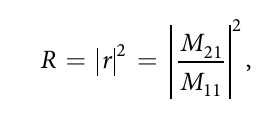 R = |r|² = |M₂₁/M₁₁|²,